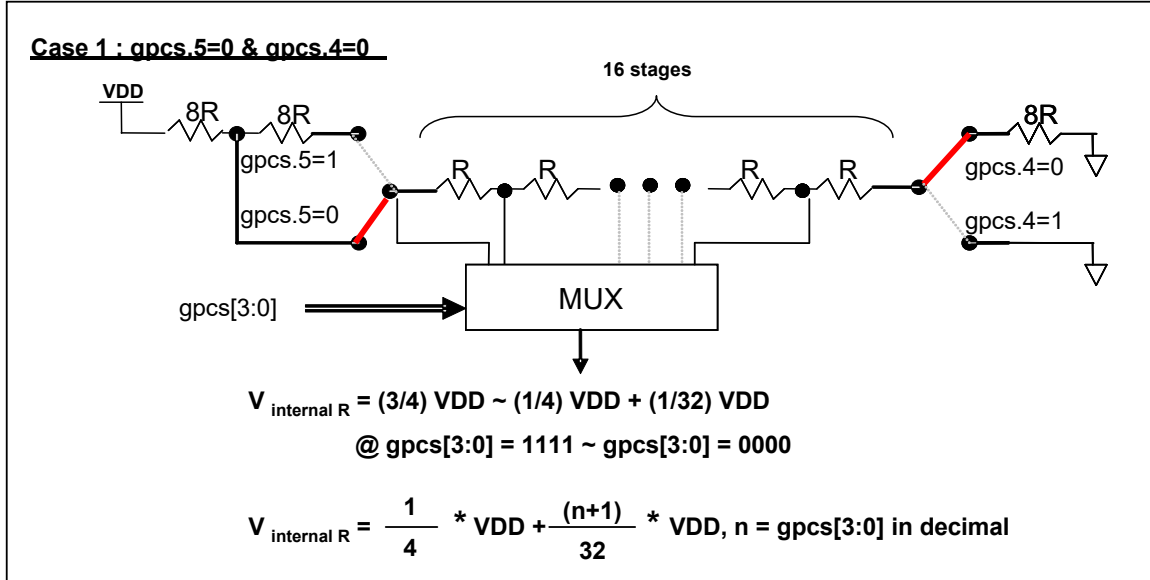 Case 1 : gpcs.5=0 & gpcs.4=0
16 stages
VDD
8R
8R
8R
gpcs.5=1
gpcs.4=0
R
R
R
R
gpcs.5=0
gpcs.4=1
MUX
gpcs[3:0]
V internal R = (3/4) VDD ~ (1/4) VDD + (1/32) VDD
@ gpcs[3:0] = 1111 ~ gpcs[3:0] = 0000
V internal R = 1/4 * VDD + (n+1)/32 * VDD, n = gpcs[3:0] in decimal